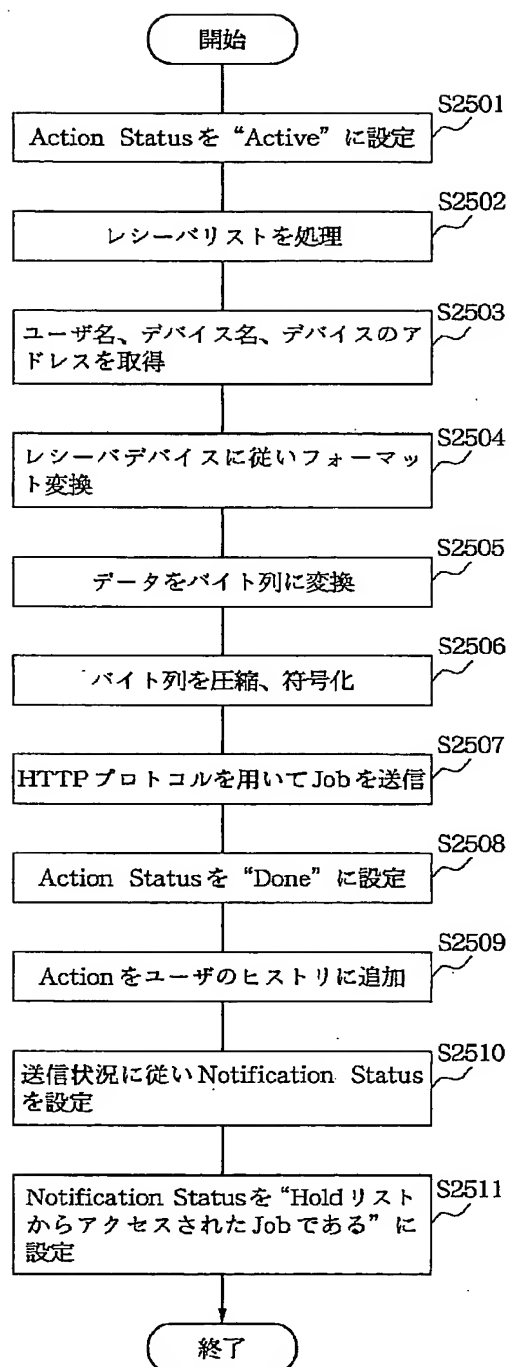 開始
S2501
Action Statusを “Active” に設定
S2502
レシーバリストを処理
S2503
ユーザ名、デバイス名、デバイスのア
ドレスを取得
S2504
レシーバデバイスに従いフォーマッ
ト変換
S2505
データをバイト列に変換
S2506
バイト列を圧縮、符号化
S2507
HTTPプロトコルを用いてJobを送信
S2508
Action Statusを “Done” に設定
S2509
Actionをユーザのヒストリに追加
S2510
送信状況に従いNotification Status
を設定
S2511
Notification Statusを“Holdリスト
からアクセスされたJobである” に
設定
終了